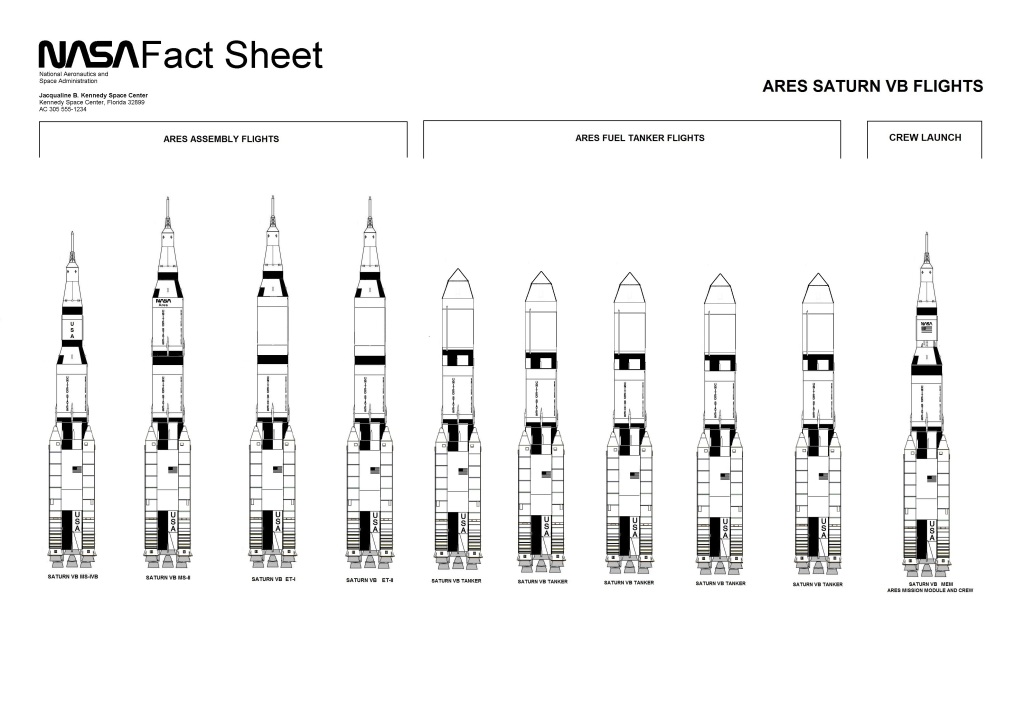 NASA Fact Sheet
National Aeronautics and
Space Administration
Jacqueline B. Kennedy Space Center
Kennedy Space Center, Florida 32899
AC 305 555-1234
ARES SATURN VB FLIGHTS
ARES ASSEMBLY FLIGHTS
ARES FUEL TANKER FLIGHTS
CREW LAUNCH
USA
NASA
NASA
USA
USA
USA
USA
USA
USA
USA
USA
USA
USA
SATURN VB MS-IVB
SATURN VB MS-II
SATURN VB ET-I
SATURN VB ET-II
SATURN VB TANKER
SATURN VB TANKER
SATURN VB TANKER
SATURN VB TANKER
SATURN VB TANKER
SATURN VB MEM
ARES MISSION MODULE AND CREW